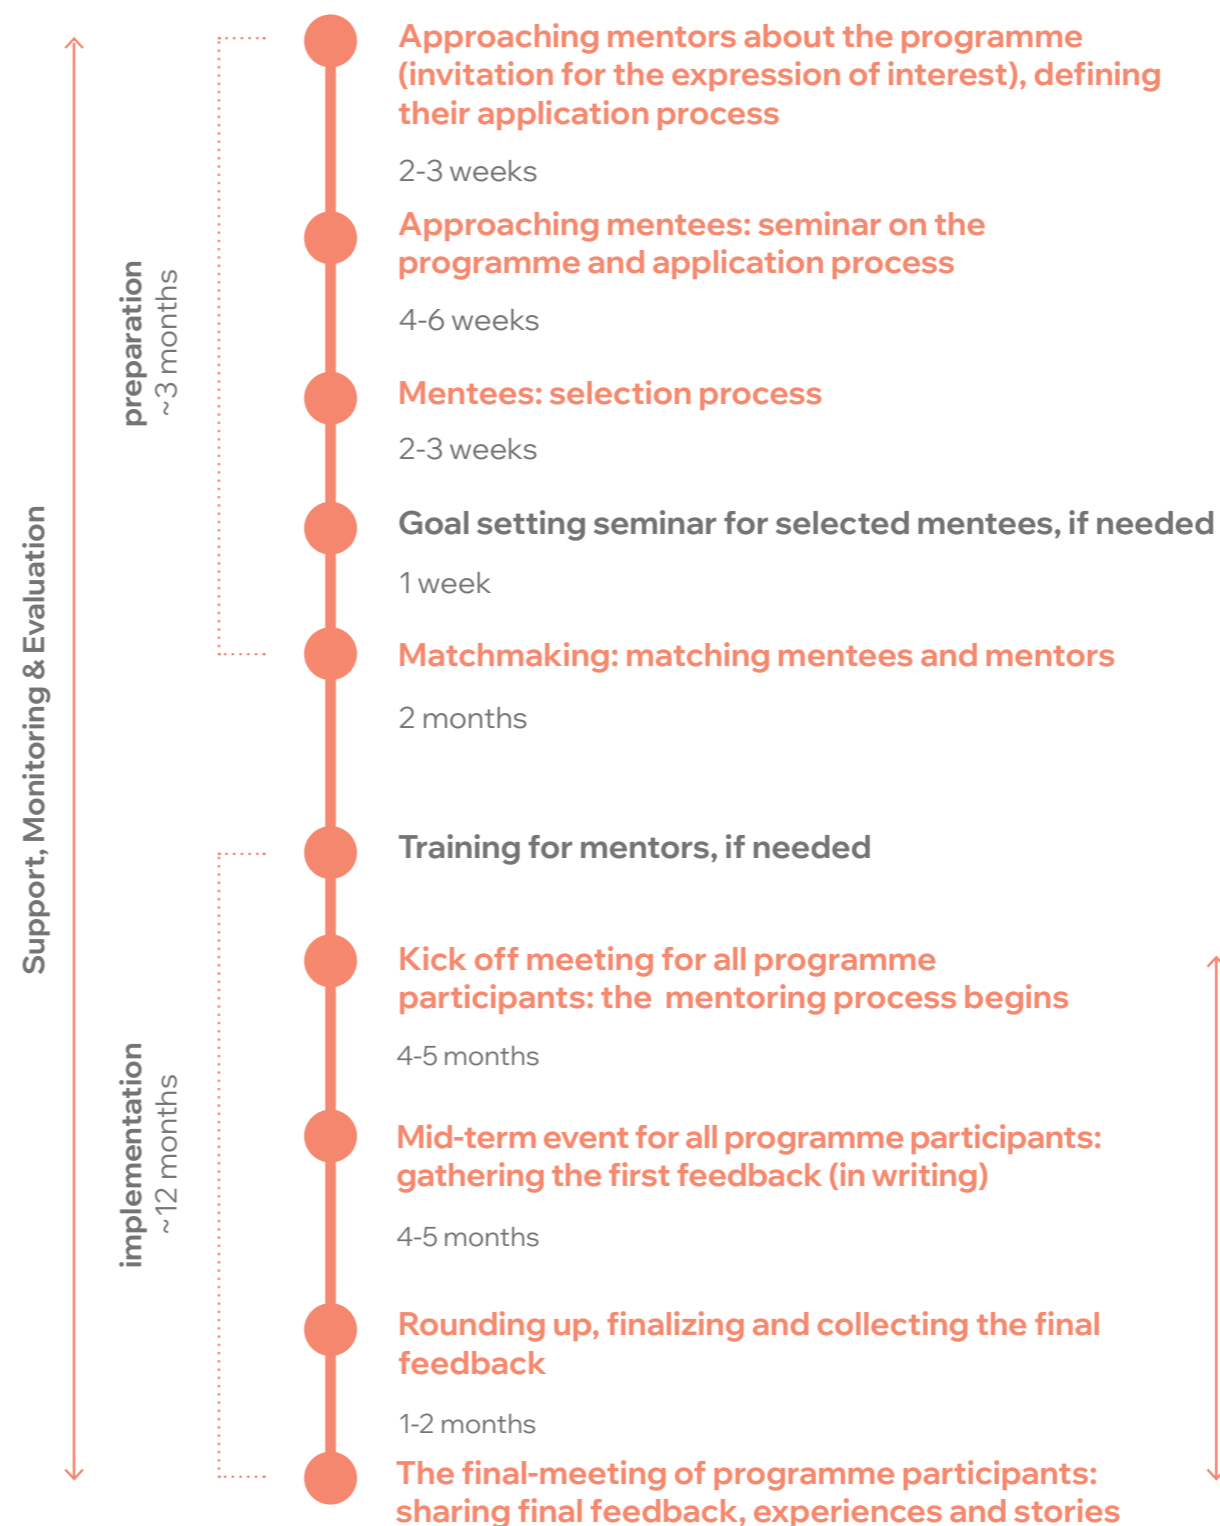 Support, Monitoring & Evaluation
preparation
~3 months
Approaching mentors about the programme
(invitation for the expression of interest), defining
their application process
2-3 weeks
Approaching mentees: seminar on the
programme and application process
4-6 weeks
Mentees: selection process
2-3 weeks
Goal setting seminar for selected mentees, if needed
1 week
Matchmaking: matching mentees and mentors
2 months
implementation
~12 months
Training for mentors, if needed
Kick off meeting for all programme
participants: the mentoring process begins
4-5 months
Mid-term event for all programme participants:
gathering the first feedback (in writing)
4-5 months
Rounding up, finalizing and collecting the final
feedback
1-2 months
The final-meeting of programme participants:
sharing final feedback, experiences and stories